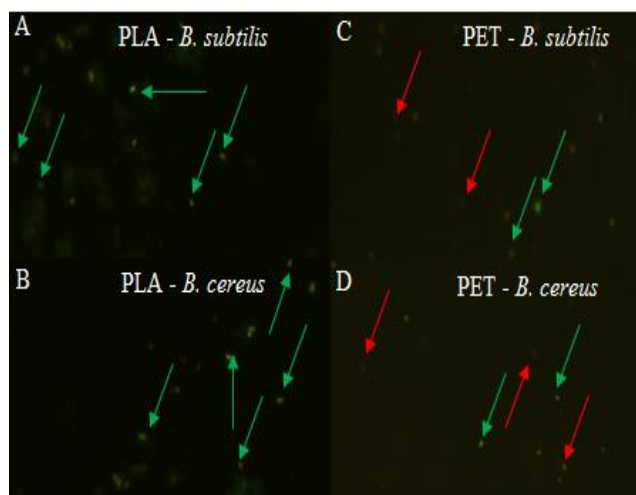 A
PLA - B. subtilis
C
PET - B. subtilis
B
PLA - B. cereus
D
PET - B. cereus